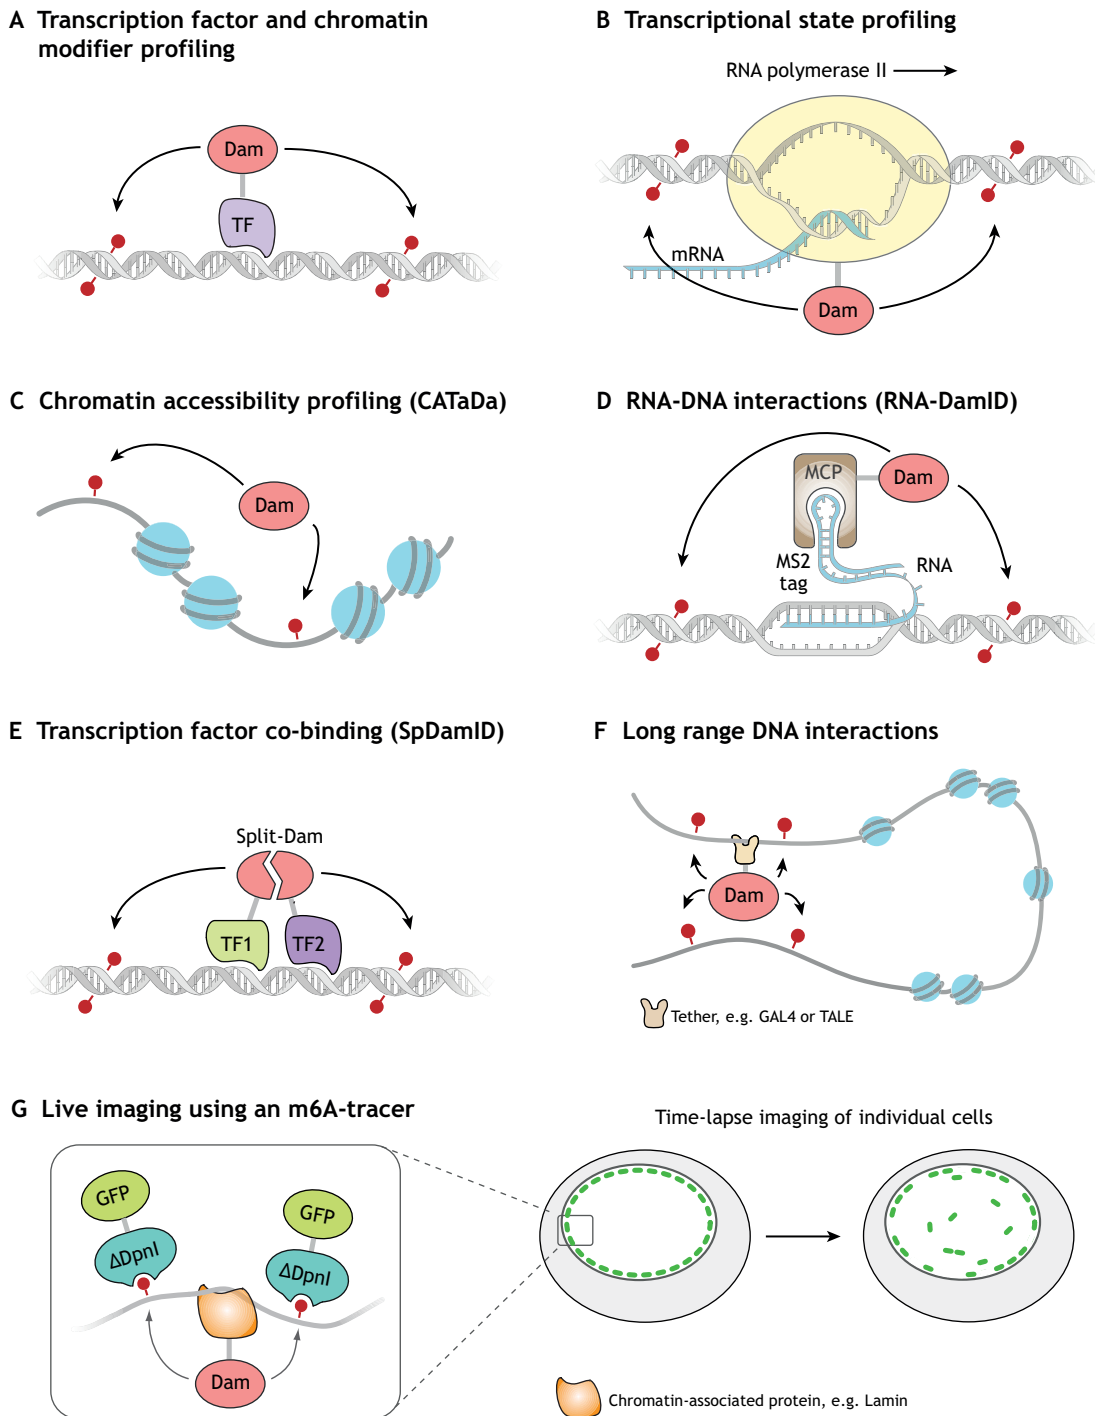 A Transcription factor and chromatin
modifier profiling
Dam
TF
B Transcriptional state profiling
RNA polymerase II
mRNA
Dam
C Chromatin accessibility profiling (CATaDa)
Dam
D RNA-DNA interactions (RNA-DamID)
MCP
Dam
MS2
tag
RNA
E Transcription factor co-binding (SpDamID)
Split-Dam
TF1
TF2
F Long range DNA interactions
Dam
Tether, e.g. GAL4 or TALE
G Live imaging using an m6A-tracer
GFP
GFP
ΔDpnI
ΔDpnI
Dam
Time-lapse imaging of individual cells
Chromatin-associated protein, e.g. Lamin